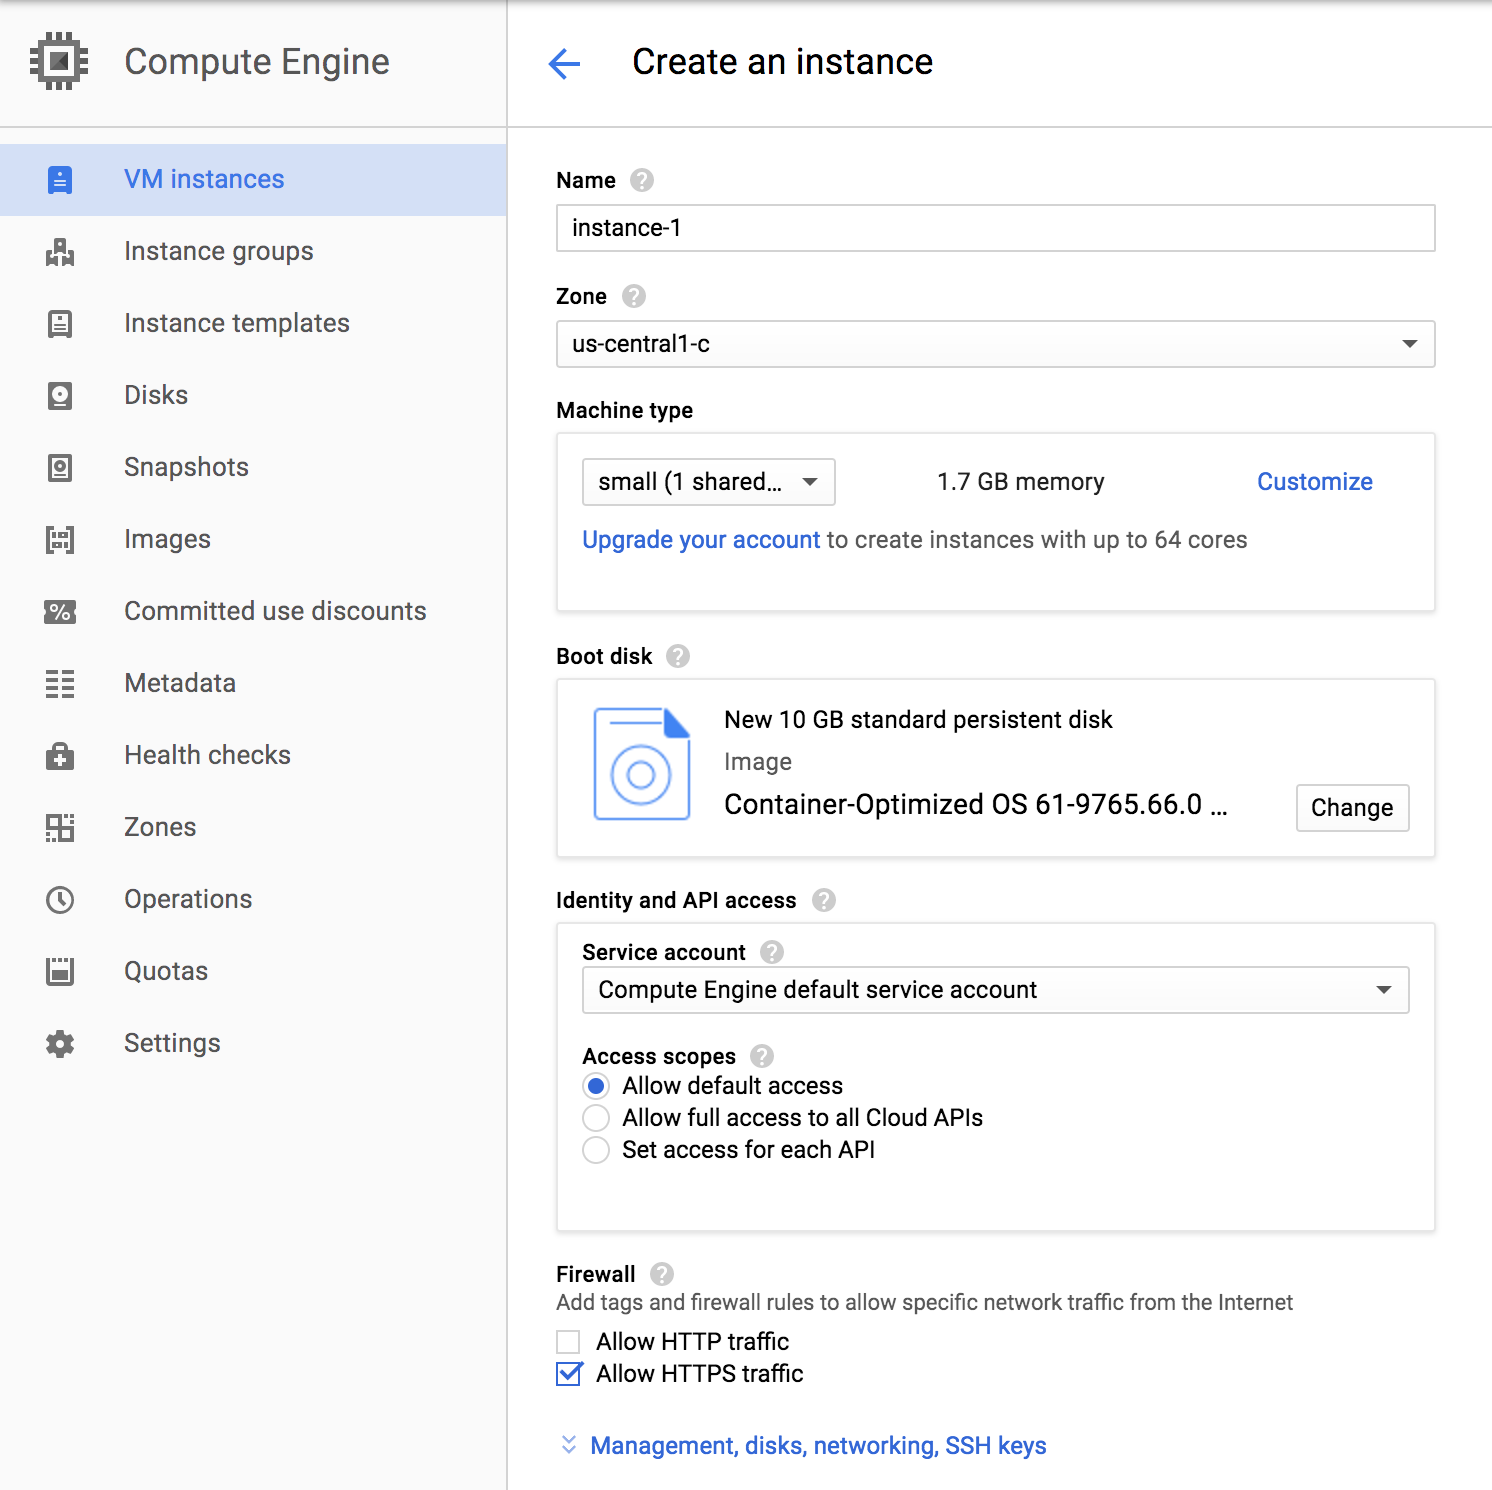 Compute Engine
VM instances
Instance groups
Instance templates
Disks
Snapshots
Images
Committed use discounts
Metadata
Health checks
Zones
Operations
Quotas
Settings
Create an instance
Name ?
instance-1
Zone ?
us-central1-c
Machine type
small (1 shared... 1.7 GB memory Customize
Upgrade your account to create instances with up to 64 cores
Boot disk ?
New 10 GB standard persistent disk
Image
Container-Optimized OS 61-9765.66.0 ...
Change
Identity and API access ?
Service account ?
Compute Engine default service account
Access scopes ?
Allow default access
Allow full access to all Cloud APIs
Set access for each API
Firewall ?
Add tags and firewall rules to allow specific network traffic from the Internet
Allow HTTP traffic
Allow HTTPS traffic
Management, disks, networking, SSH keys